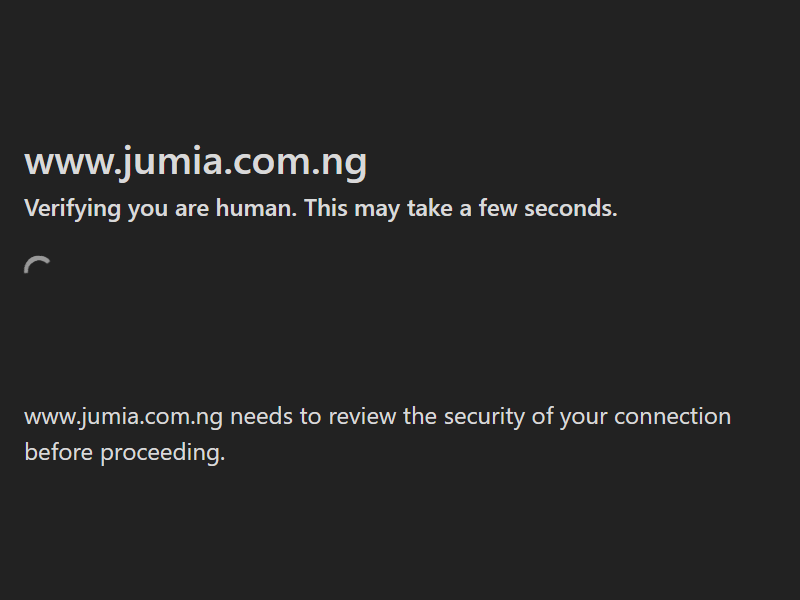 www.jumia.com.ng
Verifying you are human. This may take a few seconds.
www.jumia.com.ng needs to review the security of your connection
before proceeding.